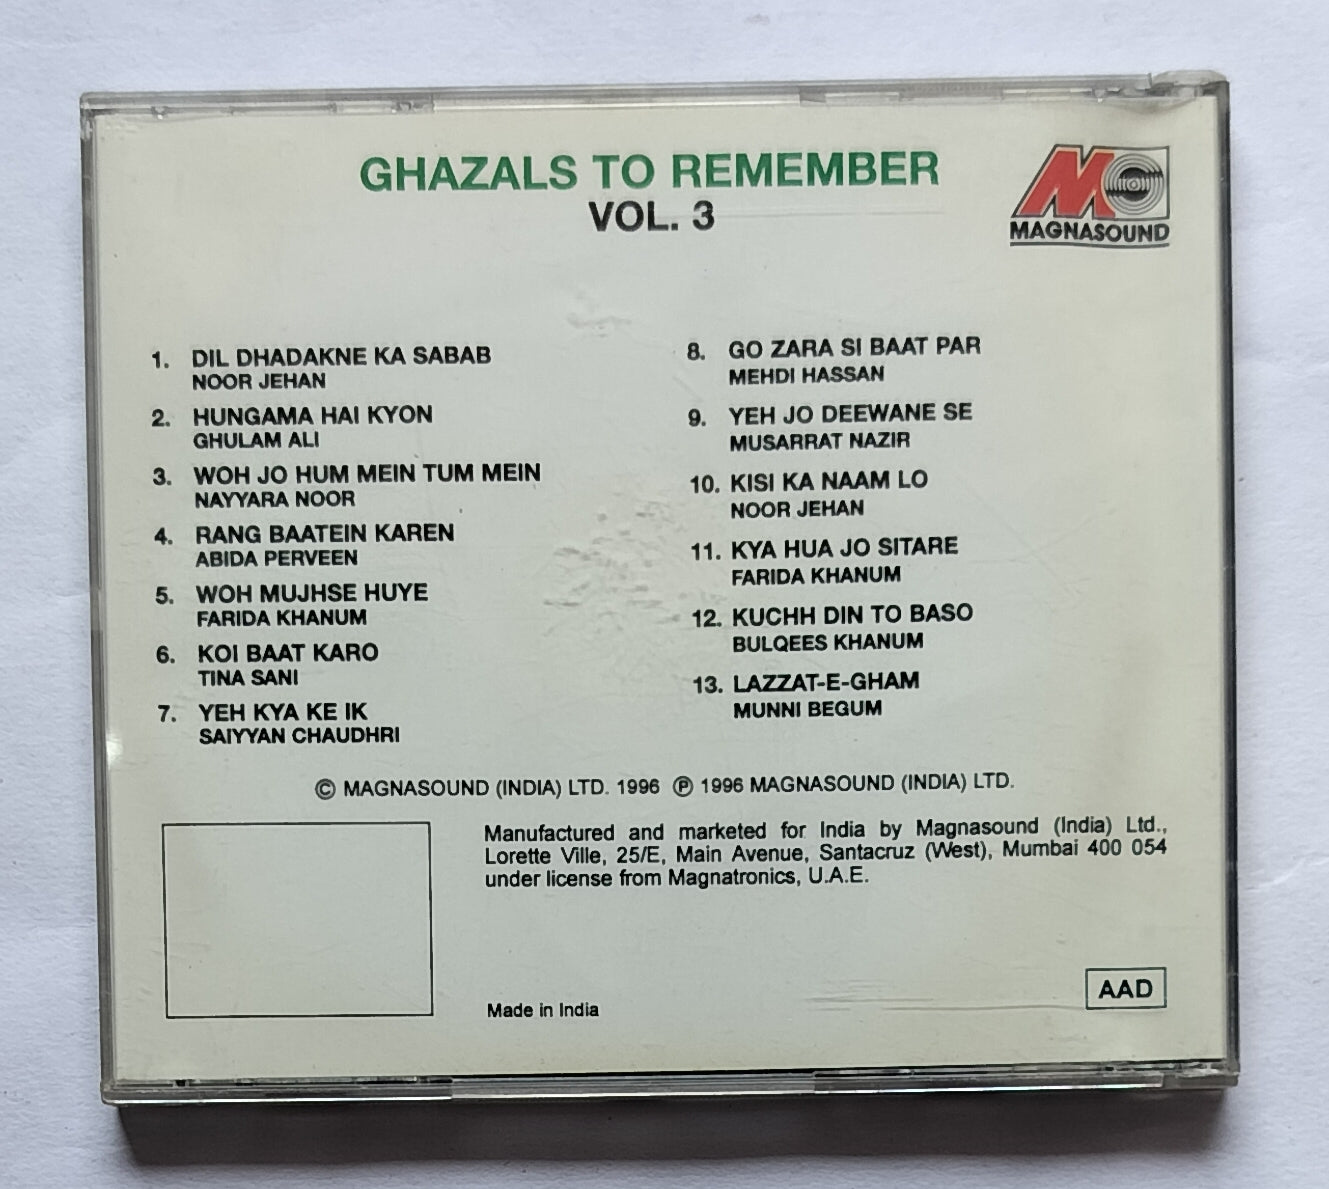 GHAZALS TO REMEMBER
VOL. 3
MAGNASOUND
1. DIL DHADAKNE KA SABAB
NOOR JEHAN
2. HUNGAMA HAI KYON
GHULAM ALI
3. WOH JO HUM MEIN TUM MEIN
NAYYARA NOOR
4. RANG BAATEIN KAREN
ABIDA PERVEEN
5. WOH MUJHSE HUYE
FARIDA KHANUM
6. KOI BAAT KARO
TINA SANI
7. YEH KYA KE IK
SAIYYAN CHAUDHRI
8. GO ZARA SI BAAT PAR
MEHDI HASSAN
9. YEH JO DEEWANE SE
MUSARRAT NAZIR
10. KISI KA NAAM LO
NOOR JEHAN
11. KYA HUA JO SITARE
FARIDA KHANUM
12. KUCHH DIN TO BASO
BULQEES KHANUM
13. LAZZAT-E-GHAM
MUNNI BEGUM
© MAGNASOUND (INDIA) LTD. 1996 ℗ 1996 MAGNASOUND (INDIA) LTD.
Manufactured and marketed for India by Magnasound (India) Ltd.,
Lorette Ville, 25/E, Main Avenue, Santacruz (West), Mumbai 400 054
under license from Magnatronics, U.A.E.
Made in India
AAD